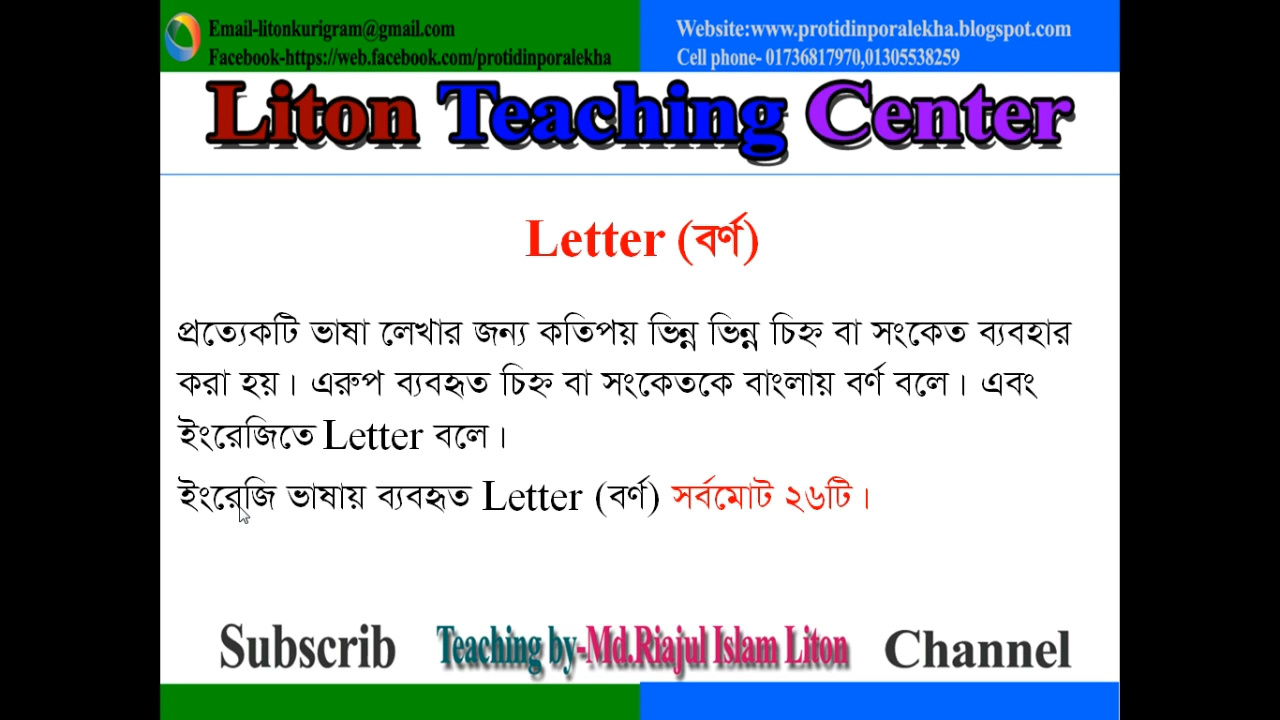 Email-litonkurigram@gmail.com
Facebook-https://web.facebook.com/protidinporalekha
Website:www.protidinporalekha.blogspot.com
Cell phone- 01736817970,01305538259
Liton Teaching Center
Letter (বর্ণ)
প্রত্যেকটি ভাষা লেখার জন্য কতিপয় ভিন্ন ভিন্ন চিহ্ন বা সংকেত ব্যবহার
করা হয়। এরুপ ব্যবহৃত চিহ্ন বা সংকেতকে বাংলায় বর্ণ বলে। এবং
ইংরেজিতে Letter বলে।
ইংরেজি ভাষায় ব্যবহৃত Letter (বর্ণ) সর্বমোট ২৬টি।
Subscrib Teaching by-Md.Riajul Islam Liton Channel